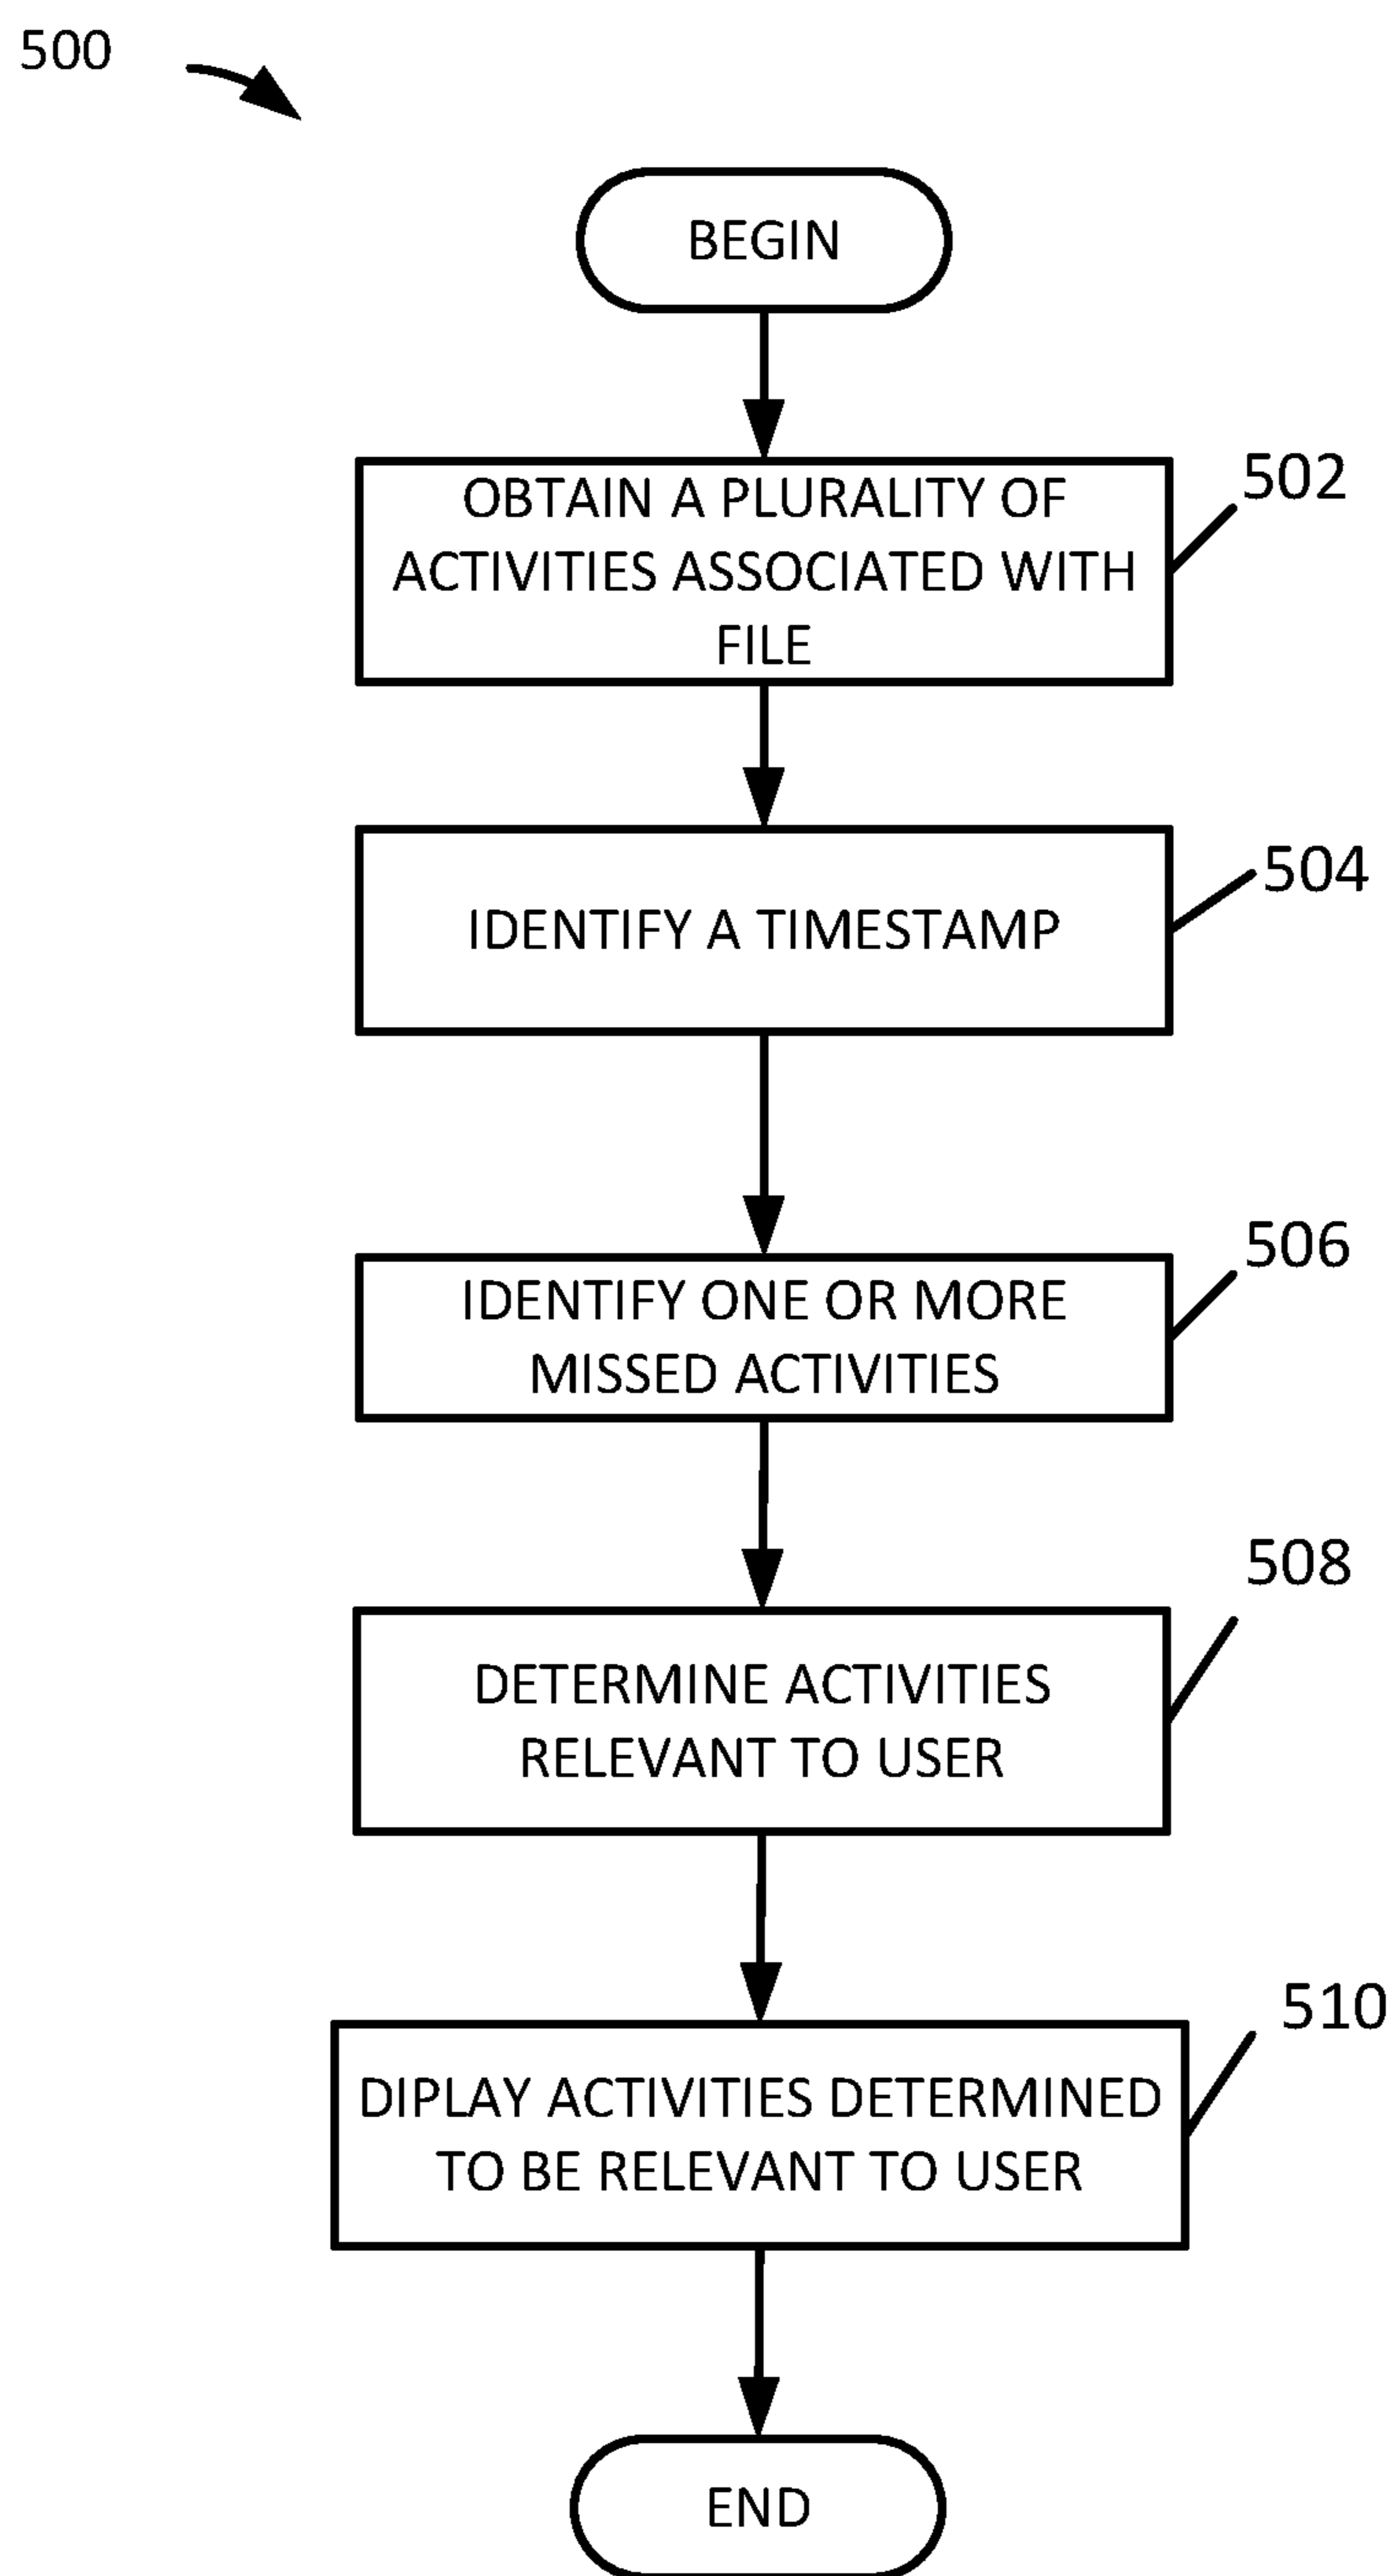 500
BEGIN
OBTAIN A PLURALITY OF
ACTIVITIES ASSOCIATED WITH
FILE
502
IDENTIFY A TIMESTAMP
504
IDENTIFY ONE OR MORE
MISSED ACTIVITIES
506
DETERMINE ACTIVITIES
RELEVANT TO USER
508
DIPLAY ACTIVITIES DETERMINED
TO BE RELEVANT TO USER
510
END